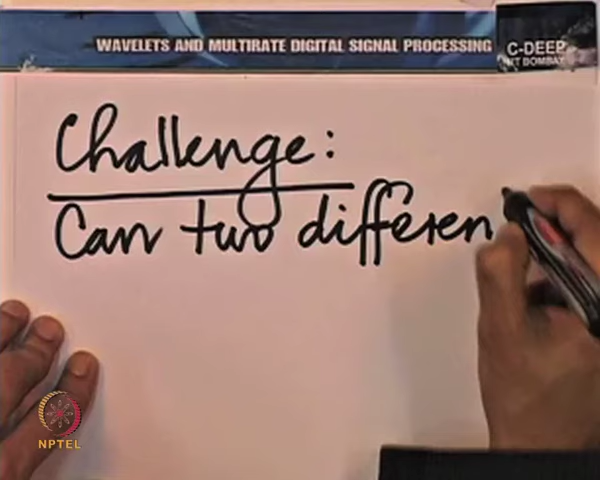 WAVELETS AND MULTIRATE DIGITAL SIGNAL PROCESSING
C-DEEP
IIT BOMBAY
Challenge:
Can two differen
NPTEL